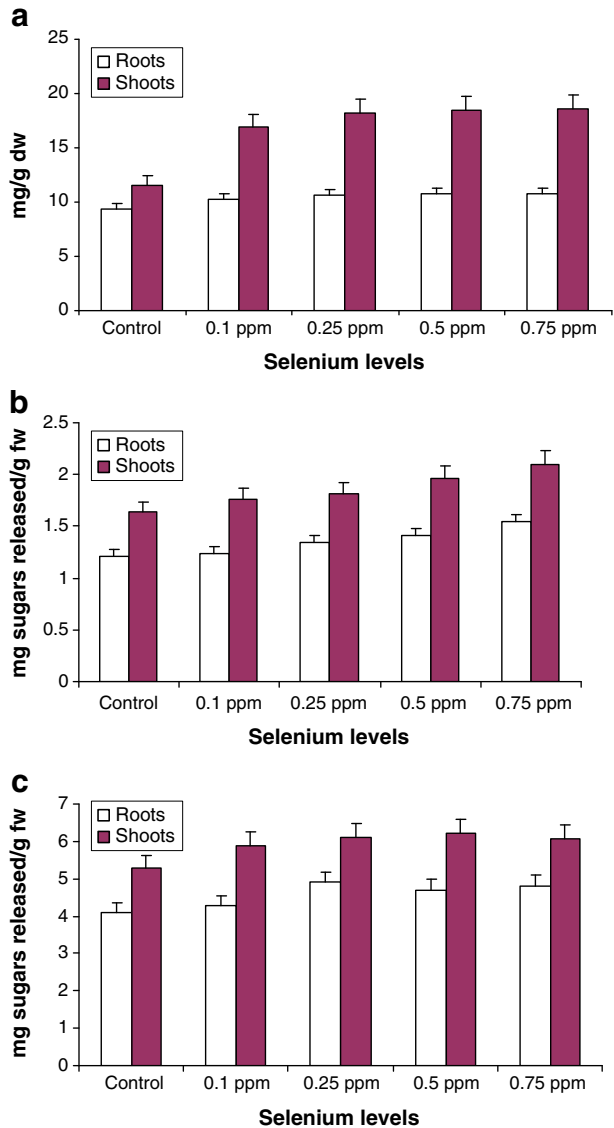 a
25
20
15
10
5
0
mg/g dw
Roots
Shoots
Control 0.1 ppm 0.25 ppm 0.5 ppm 0.75 ppm
Selenium levels
b
2.5
2
1.5
1
0.5
0
mg sugars released/g fw
Roots
Shoots
Control 0.1 ppm 0.25 ppm 0.5 ppm 0.75 ppm
Selenium levels
c
7
6
5
4
3
2
1
0
mg sugars released/g fw
Roots
Shoots
Control 0.1 ppm 0.25 ppm 0.5 ppm 0.75 ppm
Selenium levels